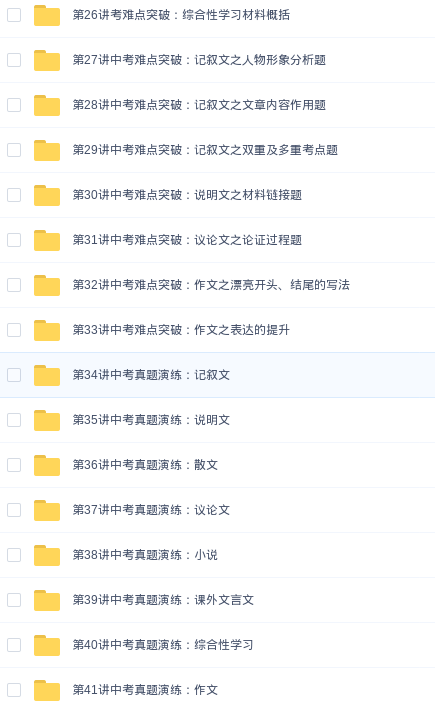 第26讲考难点突破：综合性学习材料概括
第27讲中考难点突破：记叙文之人物形象分析题
第28讲中考难点突破：记叙文之文章内容作用题
第29讲中考难点突破：记叙文之双重及多重考点题
第30讲中考难点突破：说明文之材料链接题
第31讲中考难点突破：议论文之论证过程题
第32讲中考难点突破：作文之漂亮开头、结尾的写法
第33讲中考难点突破：作文之表达的提升
第34讲中考真题演练：记叙文
第35讲中考真题演练：说明文
第36讲中考真题演练：散文
第37讲中考真题演练：议论文
第38讲中考真题演练：小说
第39讲中考真题演练：课外文言文
第40讲中考真题演练：综合性学习
第41讲中考真题演练：作文